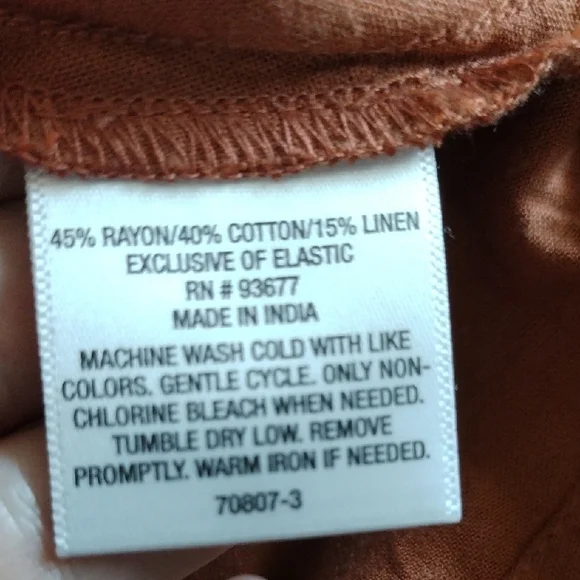 45% RAYON/40% COTTON/15% LINEN
EXCLUSIVE OF ELASTIC
RN # 93677
MADE IN INDIA
MACHINE WASH COLD WITH LIKE
COLORS. GENTLE CYCLE. ONLY NON-
CHLORINE BLEACH WHEN NEEDED.
TUMBLE DRY LOW. REMOVE
PROMPTLY. WARM IRON IF NEEDED.
70807-3